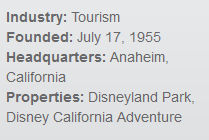 Industry: Tourism
Founded: July 17, 1955
Headquarters: Anaheim,
California
Properties: Disneyland Park,
Disney California Adventure